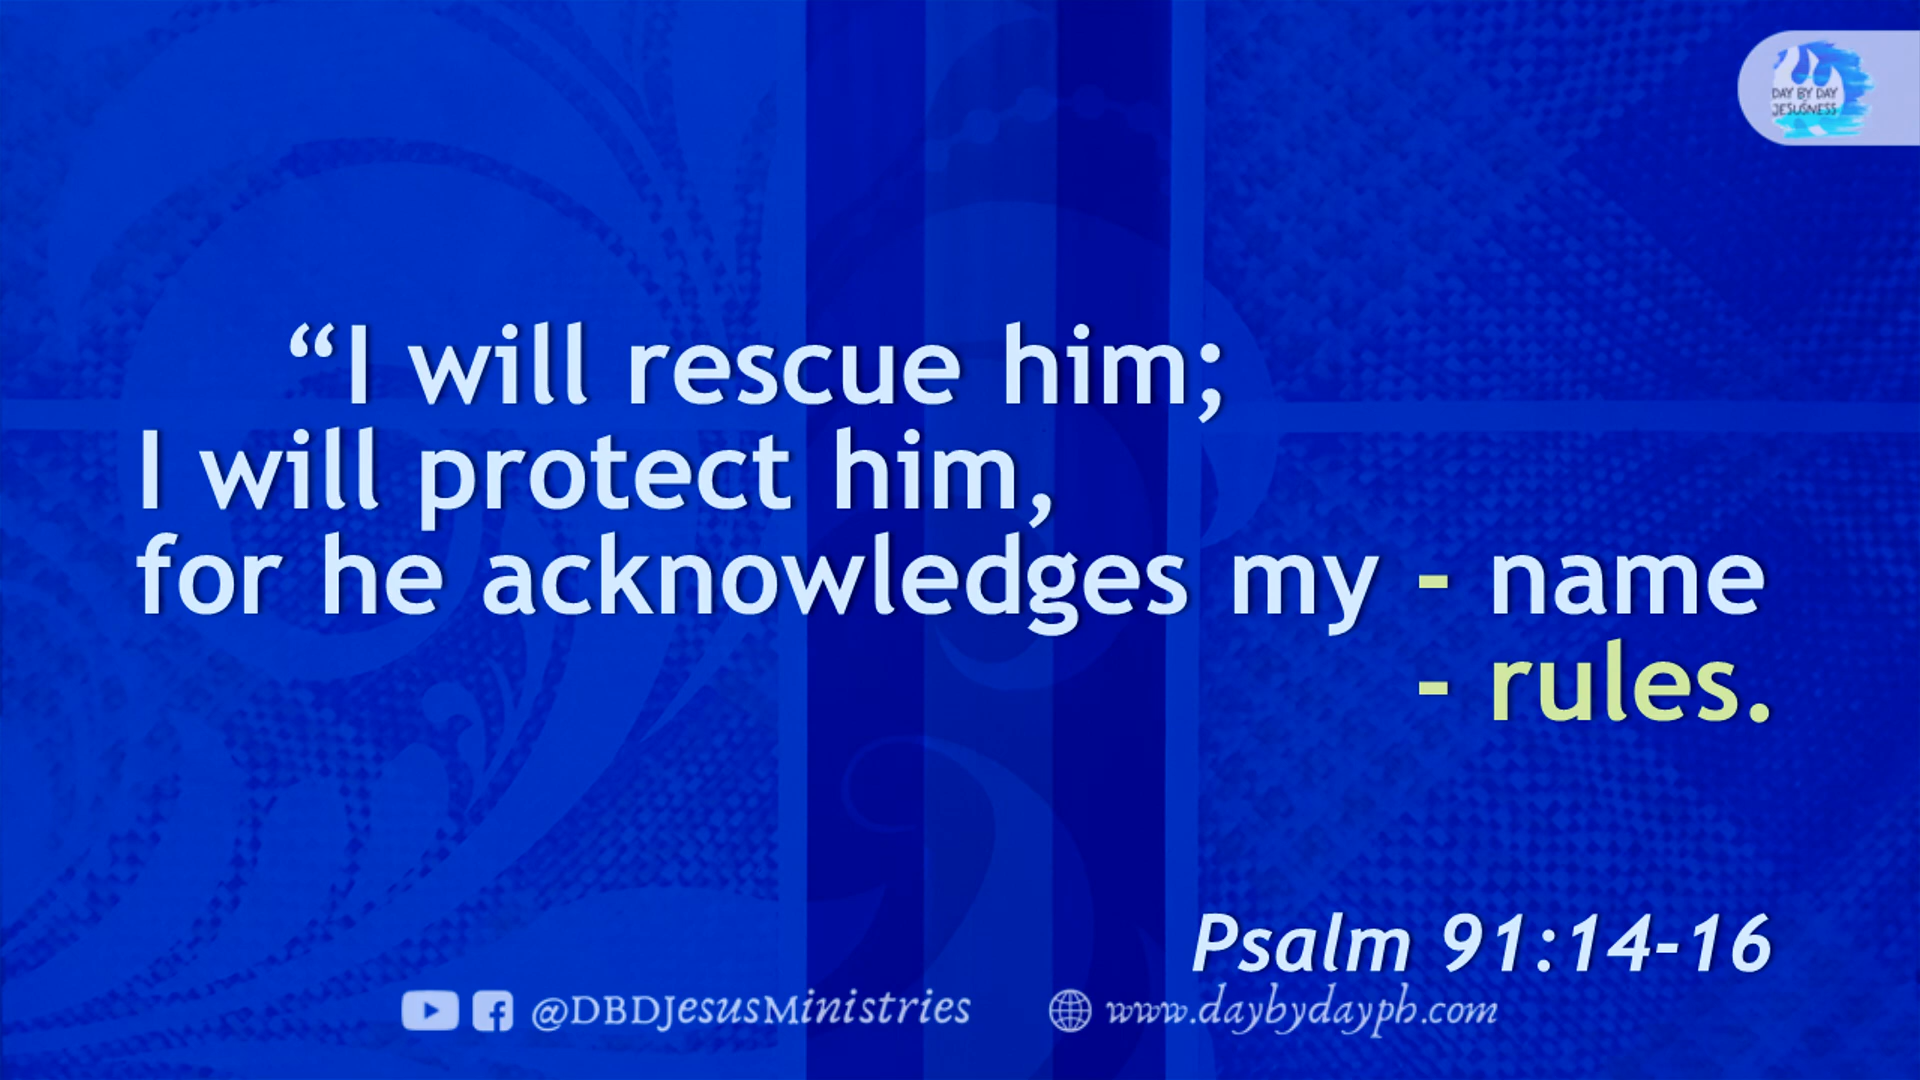 DAY BY DAY
JESUSNESS
“I will rescue him;
I will protect him,
for he acknowledges my - name
- rules.
Psalm 91:14-16
@DBDJesusMinistries
www.daybydayph.com